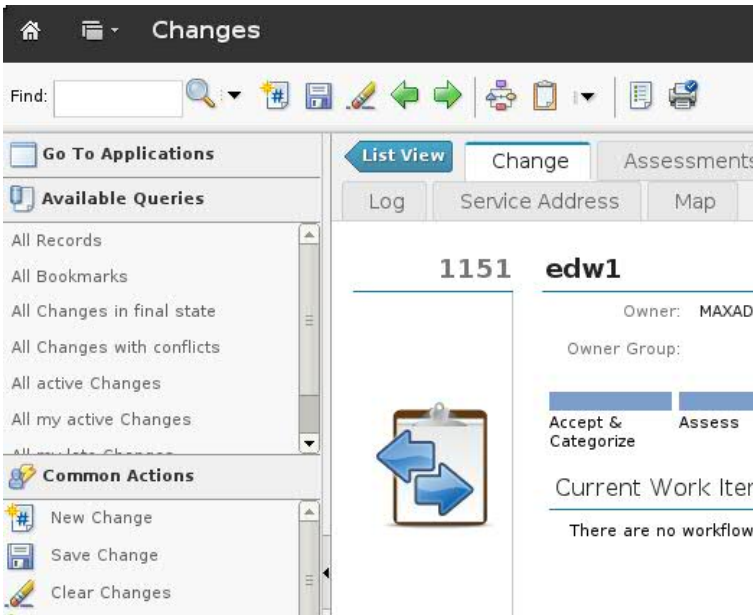 Changes
Find:
Go To Applications
Available Queries
All Records
All Bookmarks
All Changes in final state
All Changes with conflicts
All active Changes
All my active Changes
Common Actions
New Change
Save Change
Clear Changes
List View
Change
Assessments
Log
Service Address
Map
1151
edw1
Owner: MAXAD
Owner Group:
Accept &
Categorize
Assess
Current Work Iter
There are no workflow